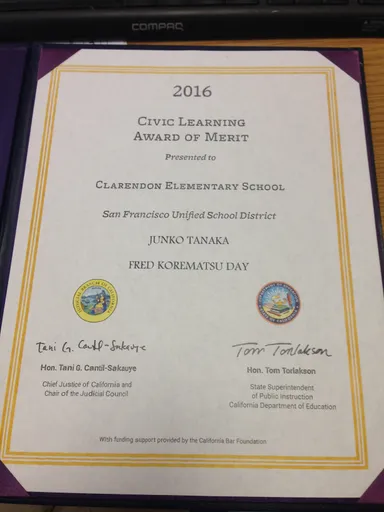 COMPAQ
2016
CIVIC LEARNING
AWARD OF MERIT
Presented to
CLARENDON ELEMENTARY SCHOOL
San Francisco Unified School District
JUNKO TANAKA
FRED KOREMATSU DAY
Tani G. Cantil-Sakauye
Tom Torlakson
Hon. Tani G. Cantil-Sakauye
Chief Justice of California and
Chair of the Judicial Council
Hon. Tom Torlakson
State Superintendent
of Public Instruction
California Department of Education
With funding support provided by the California Bar Foundation